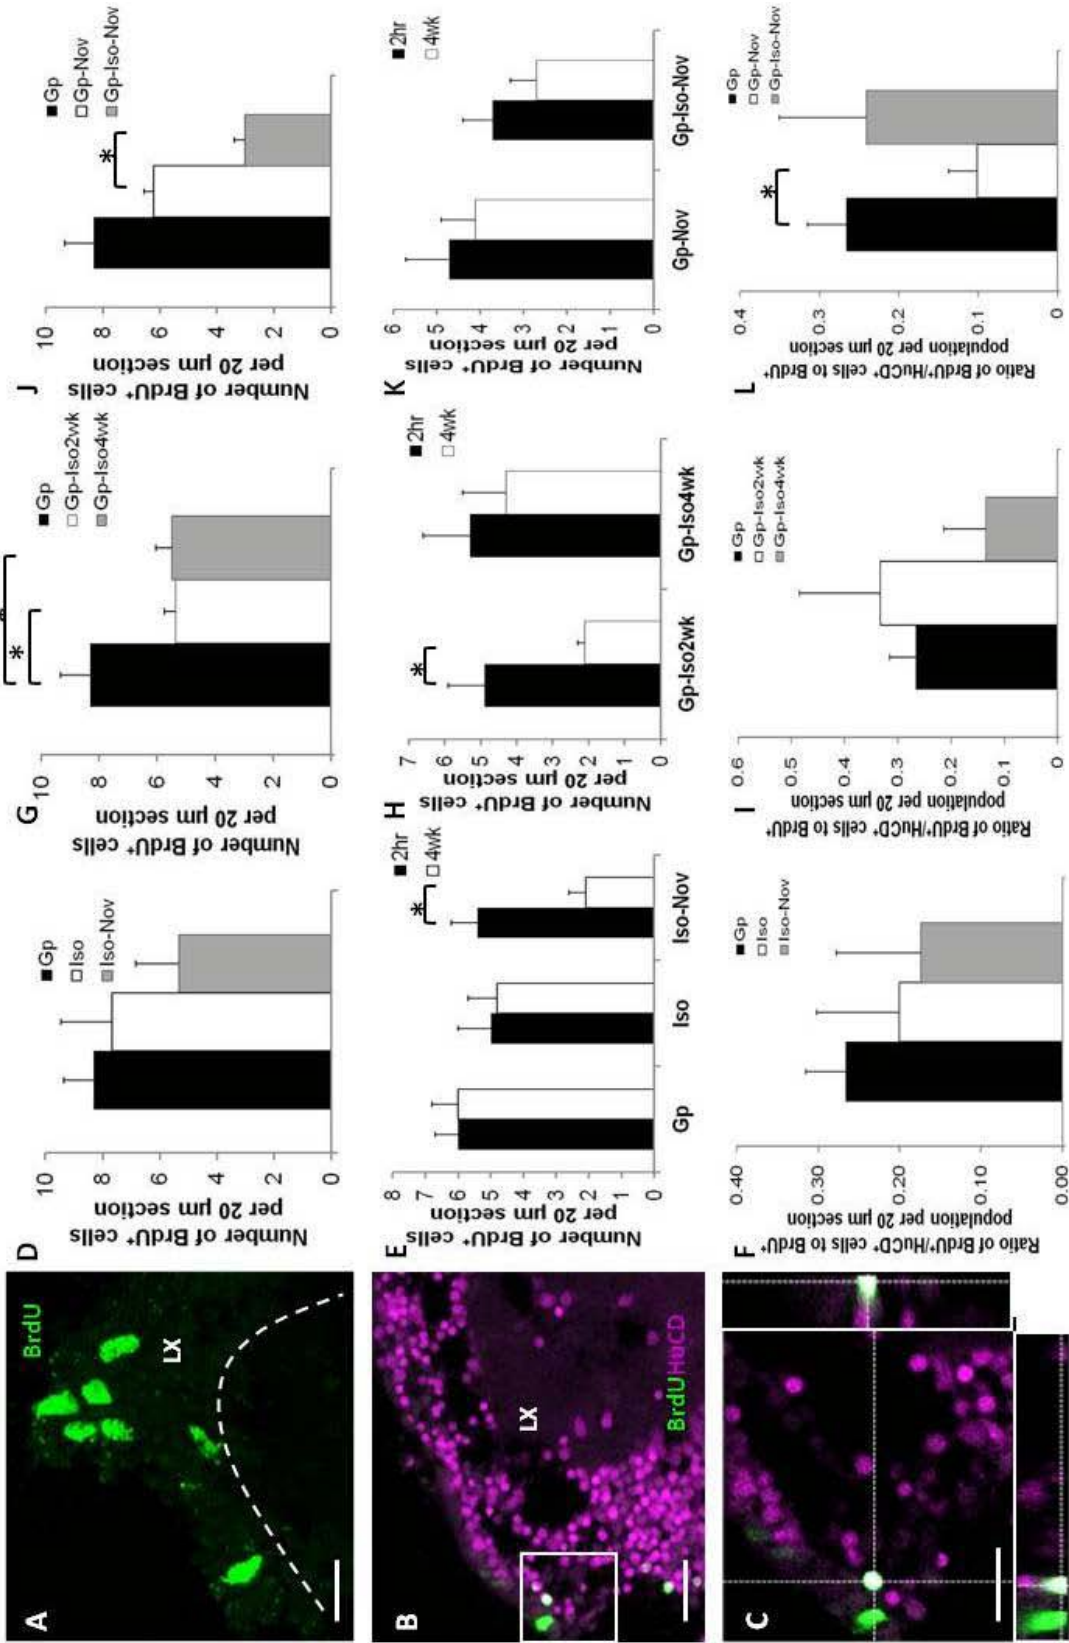 A
BrdU
LX
B
LX
BrdUHuCD
C
D
Number of BrdU⁺ cells
per 20 µm section
10
8
6
4
2
0
Gp
Iso
Iso-Nov
E
Number of BrdU⁺ cells
per 20 µm section
8
7
6
5
4
3
2
1
0
2hr
4wk
*
Gp
Iso
Iso-Nov
F
Ratio of BrdU⁺/HuCD⁺ cells to BrdU⁺
population per 20 µm section
0.40
0.30
0.20
0.10
0.00
Gp
Iso
Iso-Nov
G
Number of BrdU⁺ cells
per 20 µm section
10
8
6
4
2
0
*
Gp
Gp-Iso2wk
Gp-Iso4wk
H
Number of BrdU⁺ cells
per 20 µm section
7
6
5
4
3
2
1
0
*
2hr
4wk
Gp-Iso2wk
Gp-Iso4wk
I
Ratio of BrdU⁺/HuCD⁺ cells to BrdU⁺
population per 20 µm section
0.6
0.5
0.4
0.3
0.2
0.1
0
Gp
Gp-Iso2wk
Gp-Iso4wk
J
Number of BrdU⁺ cells
per 20 µm section
10
8
6
4
2
0
*
Gp
Gp-Nov
Gp-Iso-Nov
K
Number of BrdU⁺ cells
per 20 µm section
6
5
4
3
2
1
0
2hr
4wk
Gp-Nov
Gp-Iso-Nov
L
Ratio of BrdU⁺/HuCD⁺ cells to BrdU⁺
population per 20 µm section
0.4
0.3
0.2
0.1
0
*
Gp
Gp-Nov
Gp-Iso-Nov